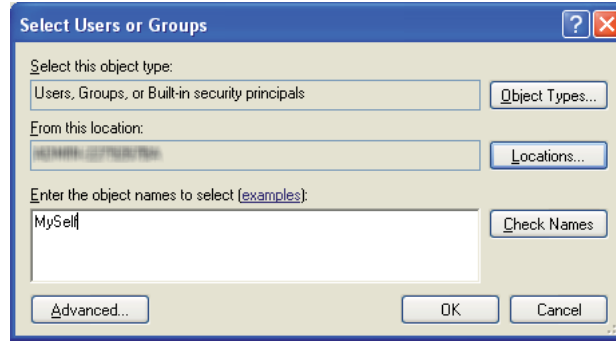 Select Users or Groups
Select this object type:
Users, Groups, or Built-in security principals
Object Types...
From this location:
Locations...
Enter the object names to select (examples):
MySelf
Check Names
Advanced...
OK
Cancel